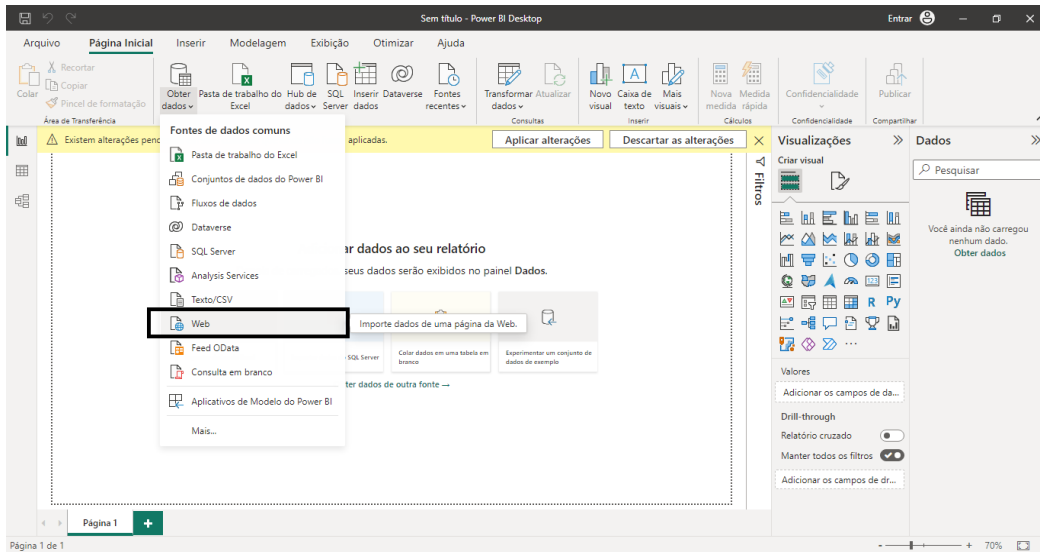 Sem título - Power BI Desktop
Entrar
Arquivo Página Inicial Inserir Modelagem Exibição Otimizar Ajuda
Colar
Recortar
Copiar
Pincel de formatação
Área de Transferência
Obter dados
Pasta de trabalho do Excel
Hub de dados
SQL Server
Inserir dados
Dataverse
Fontes recentes
Transformar dados
Atualizar
Consultas
Novo visual
Caixa de texto
Mais visuais
Inserir
Nova medida
Medida rápida
Cálculos
Confidencialidade
Confidencialidade
Publicar
Compartilhar
Existem alterações pend
aplicadas.
Aplicar alterações
Descartar as alterações
Fontes de dados comuns
Pasta de trabalho do Excel
Conjuntos de dados do Power BI
Fluxos de dados
Dataverse
SQL Server
Analysis Services
Texto/CSV
Web
Feed OData
Consulta em branco
Aplicativos de Modelo do Power BI
Mais...
Importe dados de uma página da Web.
ar dados ao seu relatório
seus dados serão exibidos no painel Dados.
SQL Server
Colar dados em uma tabela em
branco
Experimentar um conjunto de
dados de exemplo
ter dados de outra fonte →
Filtros
Visualizações
Criar visual
R Py
123
Valores
Adicionar os campos de da...
Drill-through
Relatório cruzado
Manter todos os filtros
Adicionar os campos de dr...
Dados
Pesquisar
Você ainda não carregou
nenhum dado.
Obter dados
Página 1
Página 1 de 1
70%